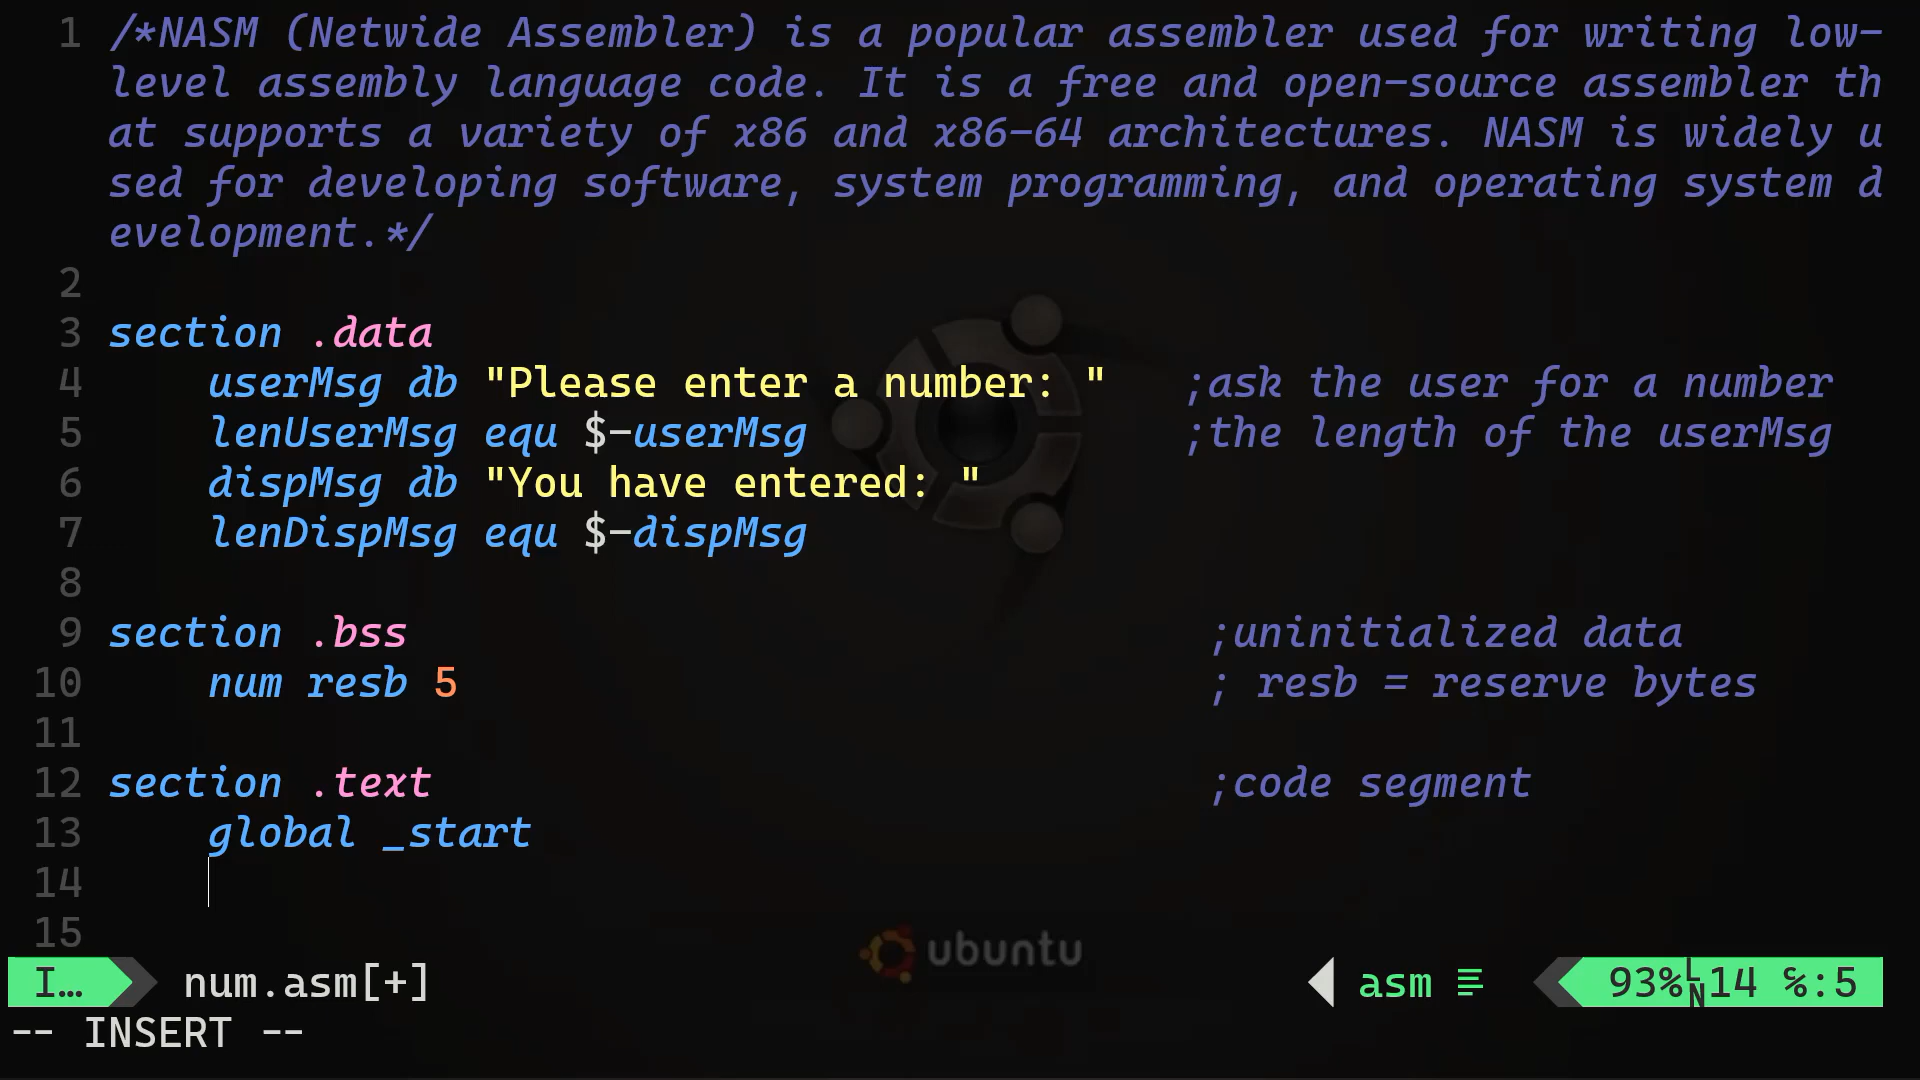 1 /*NASM (Netwide Assembler) is a popular assembler used for writing low-
level assembly language code. It is a free and open-source assembler th
at supports a variety of x86 and x86-64 architectures. NASM is widely u
sed for developing software, system programming, and operating system d
evelopment.*/
2
3 section .data
4     userMsg db "Please enter a number: "   ;ask the user for a number
5     lenUserMsg equ $-userMsg               ;the length of the userMsg
6     dispMsg db "You have entered: "
7     lenDispMsg equ $-dispMsg
8
9 section .bss                                ;uninitialized data
10     num resb 5                              ; resb = reserve bytes
11
12 section .text                                ;code segment
13     global _start
14
15
ubuntu
I… num.asm[+] asm 93% LN 14 %:5
-- INSERT --